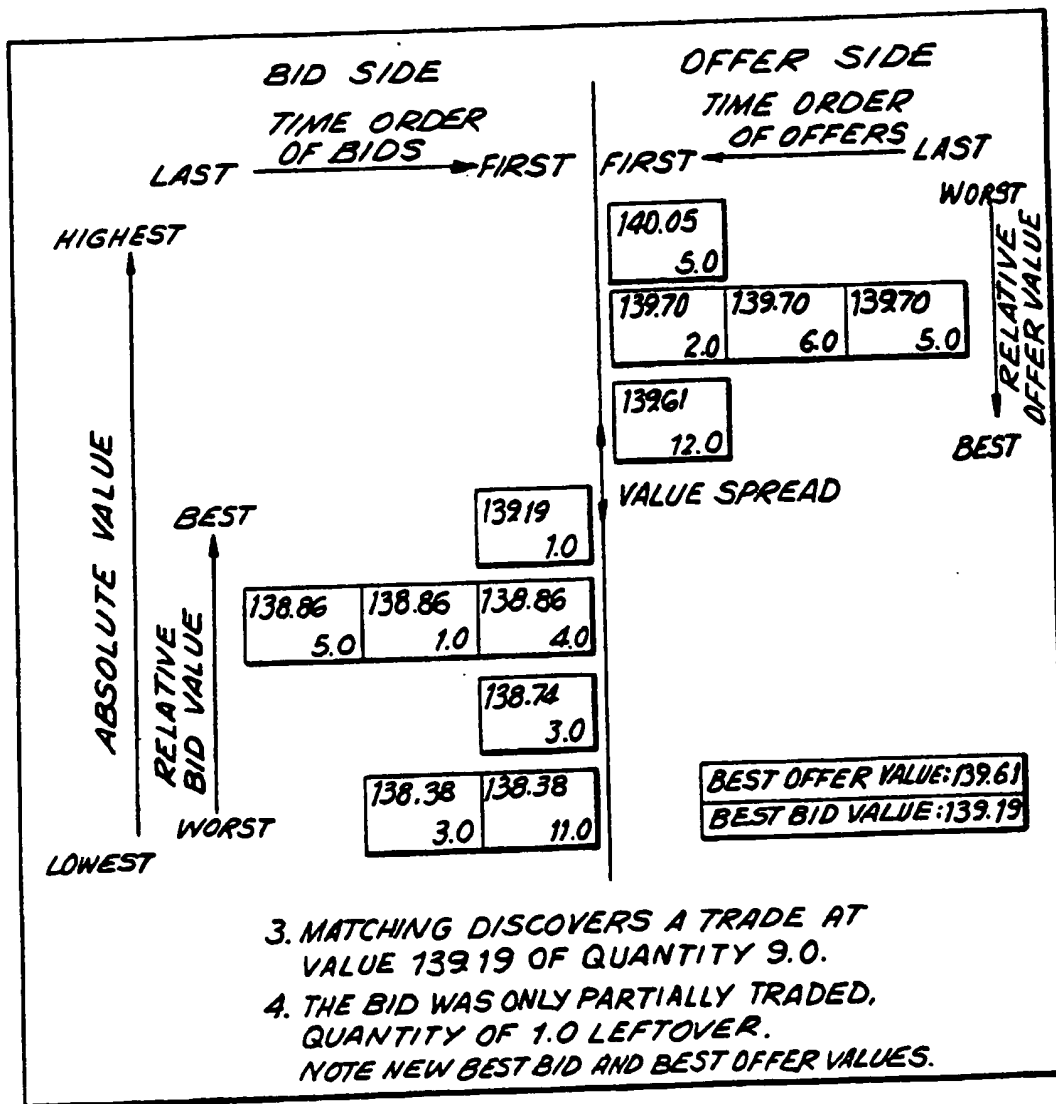 BID SIDE
OFFER SIDE
TIME ORDER
OF BIDS
TIME ORDER
OF OFFERS
LAST
FIRST
FIRST
LAST
HIGHEST
WORST
140.05
5.0
139.70
2.0
139.70
6.0
139.70
5.0
139.61
12.0
RELATIVE
OFFER VALUE
BEST
VALUE SPREAD
BEST
139.19
1.0
138.86
5.0
138.86
1.0
138.86
4.0
138.74
3.0
138.38
3.0
138.38
11.0
ABSOLUTE VALUE
RELATIVE
BID VALUE
WORST
LOWEST
BEST OFFER VALUE:139.61
BEST BID VALUE:139.19
3. MATCHING DISCOVERS A TRADE AT
VALUE 139.19 OF QUANTITY 9.0.
4. THE BID WAS ONLY PARTIALLY TRADED,
QUANTITY OF 1.0 LEFTOVER.
NOTE NEW BEST BID AND BEST OFFER VALUES.